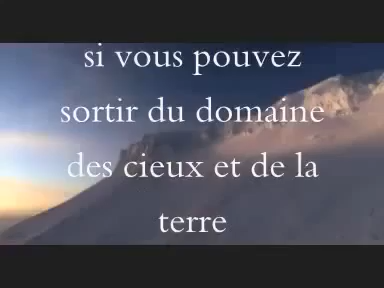 si vous pouvez
sortir du domaine
des cieux et de la
terre